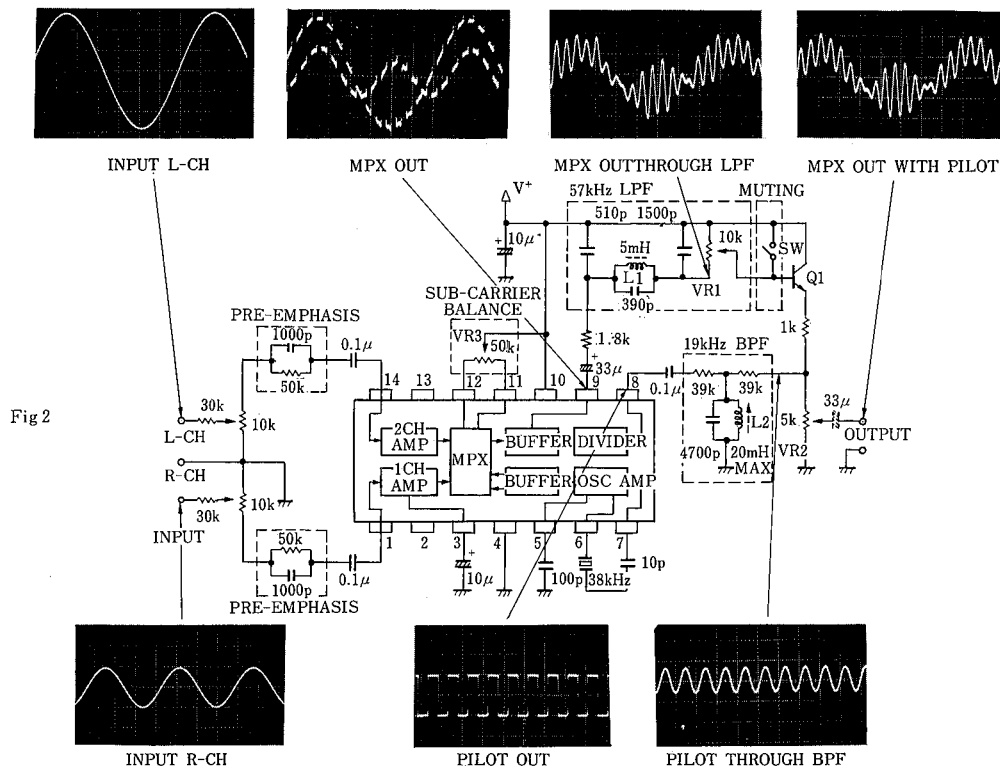 INPUT L-CH
MPX OUT
MPX OUTTHROUGH LPF
MPX OUT WITH PILOT
V+
57kHz LPF
MUTING
510p 1500p
10μ
10k
SW
5mH
L1
Q1
390p
VR1
SUB-CARRIER
BALANCE
PRE-EMPHASIS
1000p
0.1μ
50k
VR3
50k
1.8k
33μ
1k
19kHz BPF
14
13
12
11
10
9
8
0.1μ
39k
39k
33μ
Fig 2
30k
10k
L-CH
2CH
AMP
MPX
BUFFER
DIVIDER
4700p
L2
20mH
MAX
5k
VR2
OUTPUT
R-CH
1CH
AMP
BUFFER
OSC AMP
10k
30k
INPUT
1
2
3
4
5
6
7
50k
0.1μ
10μ
100p
38kHz
10p
1000p
PRE-EMPHASIS
INPUT R-CH
PILOT OUT
PILOT THROUGH BPF